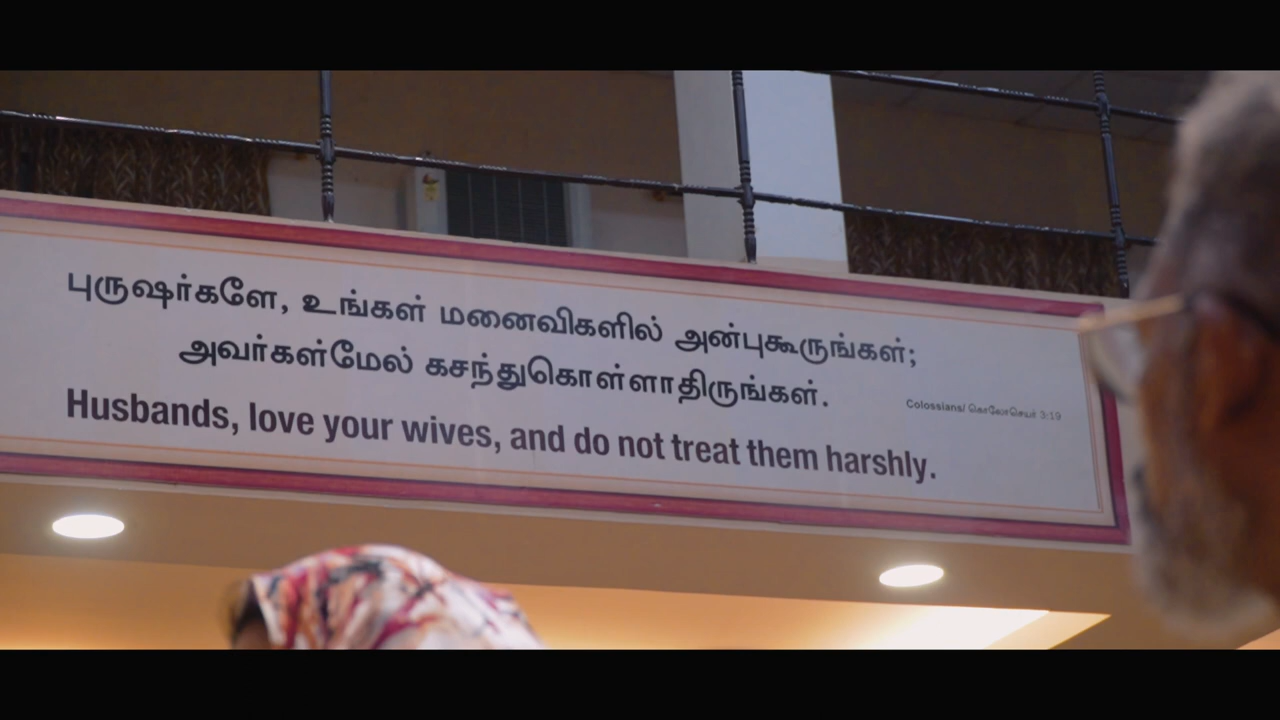 புருஷர்களே, உங்கள் மனைவிகளில் அன்புகூருங்கள்;
அவர்கள்மேல் கசந்துகொள்ளாதிருங்கள்.
Colossians/ கொலோசெயர் 3:19
Husbands, love your wives, and do not treat them harshly.